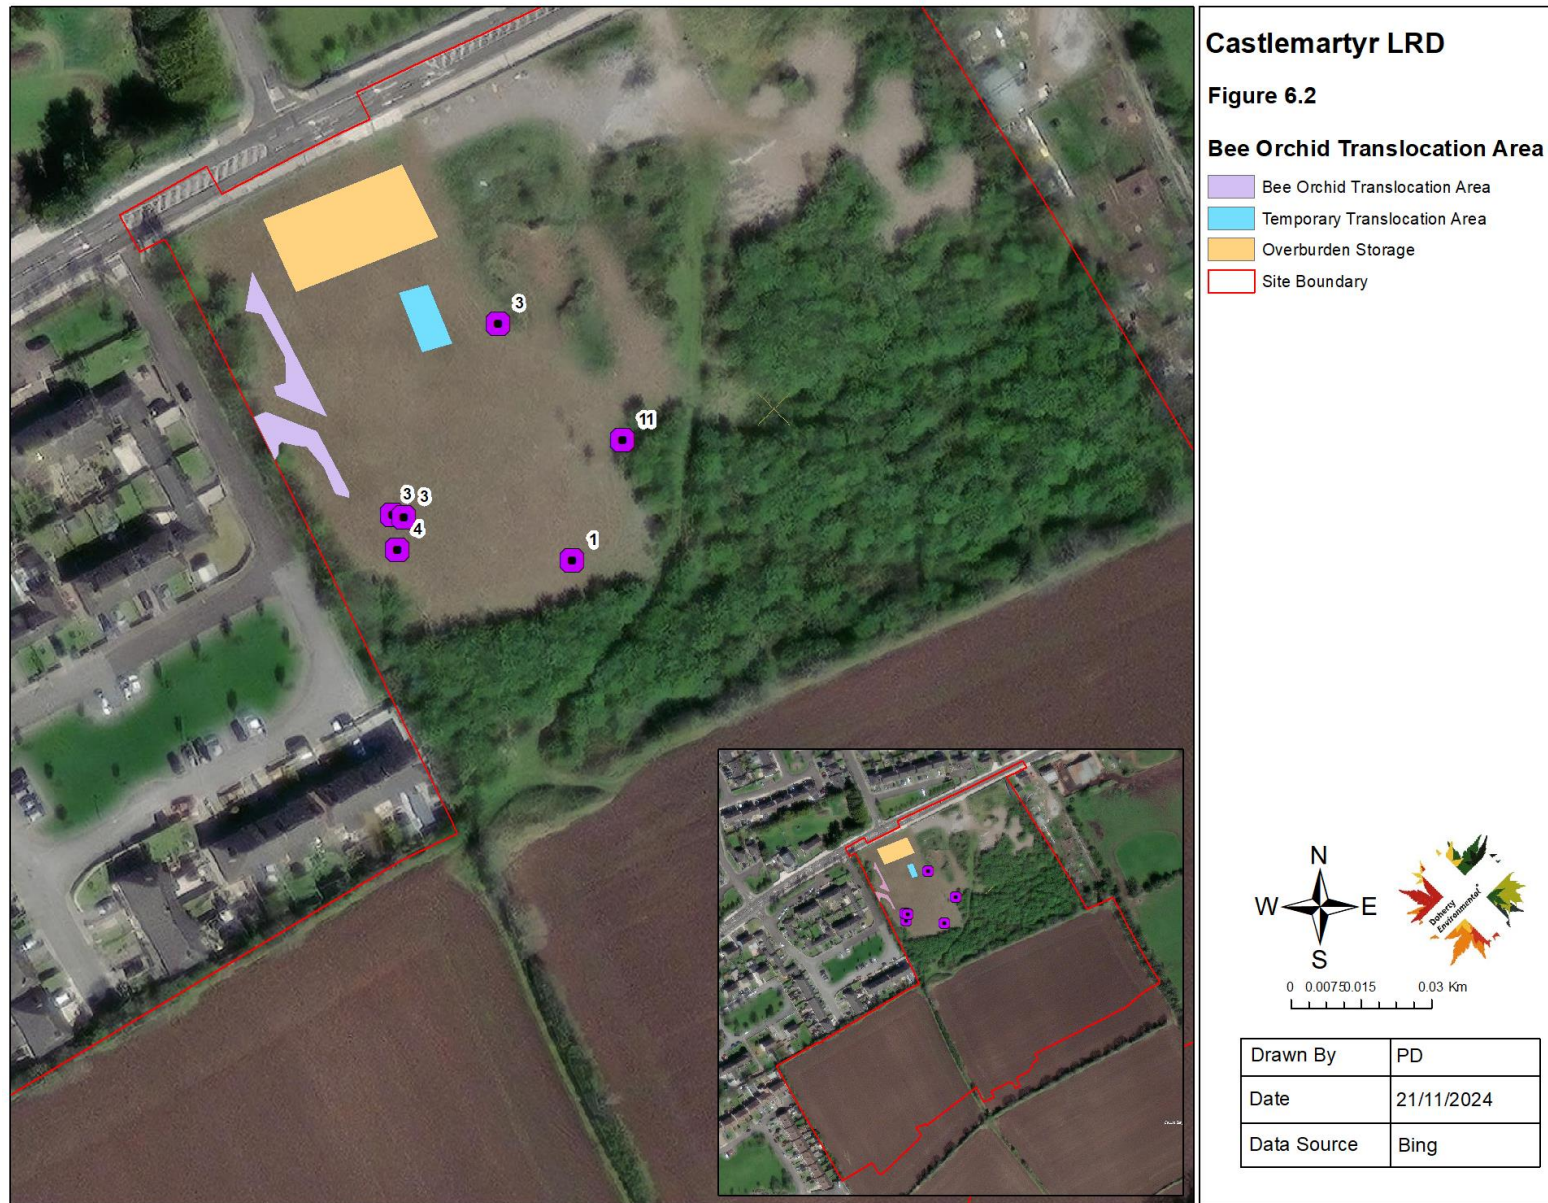 Castlemartyr LRD
Figure 6.2
Bee Orchid Translocation Area
Bee Orchid Translocation Area
Temporary Translocation Area
Overburden Storage
Site Boundary
3
11
3 3
4
1
N
W E
S
Doherty
Environmental
0 0.0075 0.015 0.03 Km
Drawn By PD
Date 21/11/2024
Data Source Bing